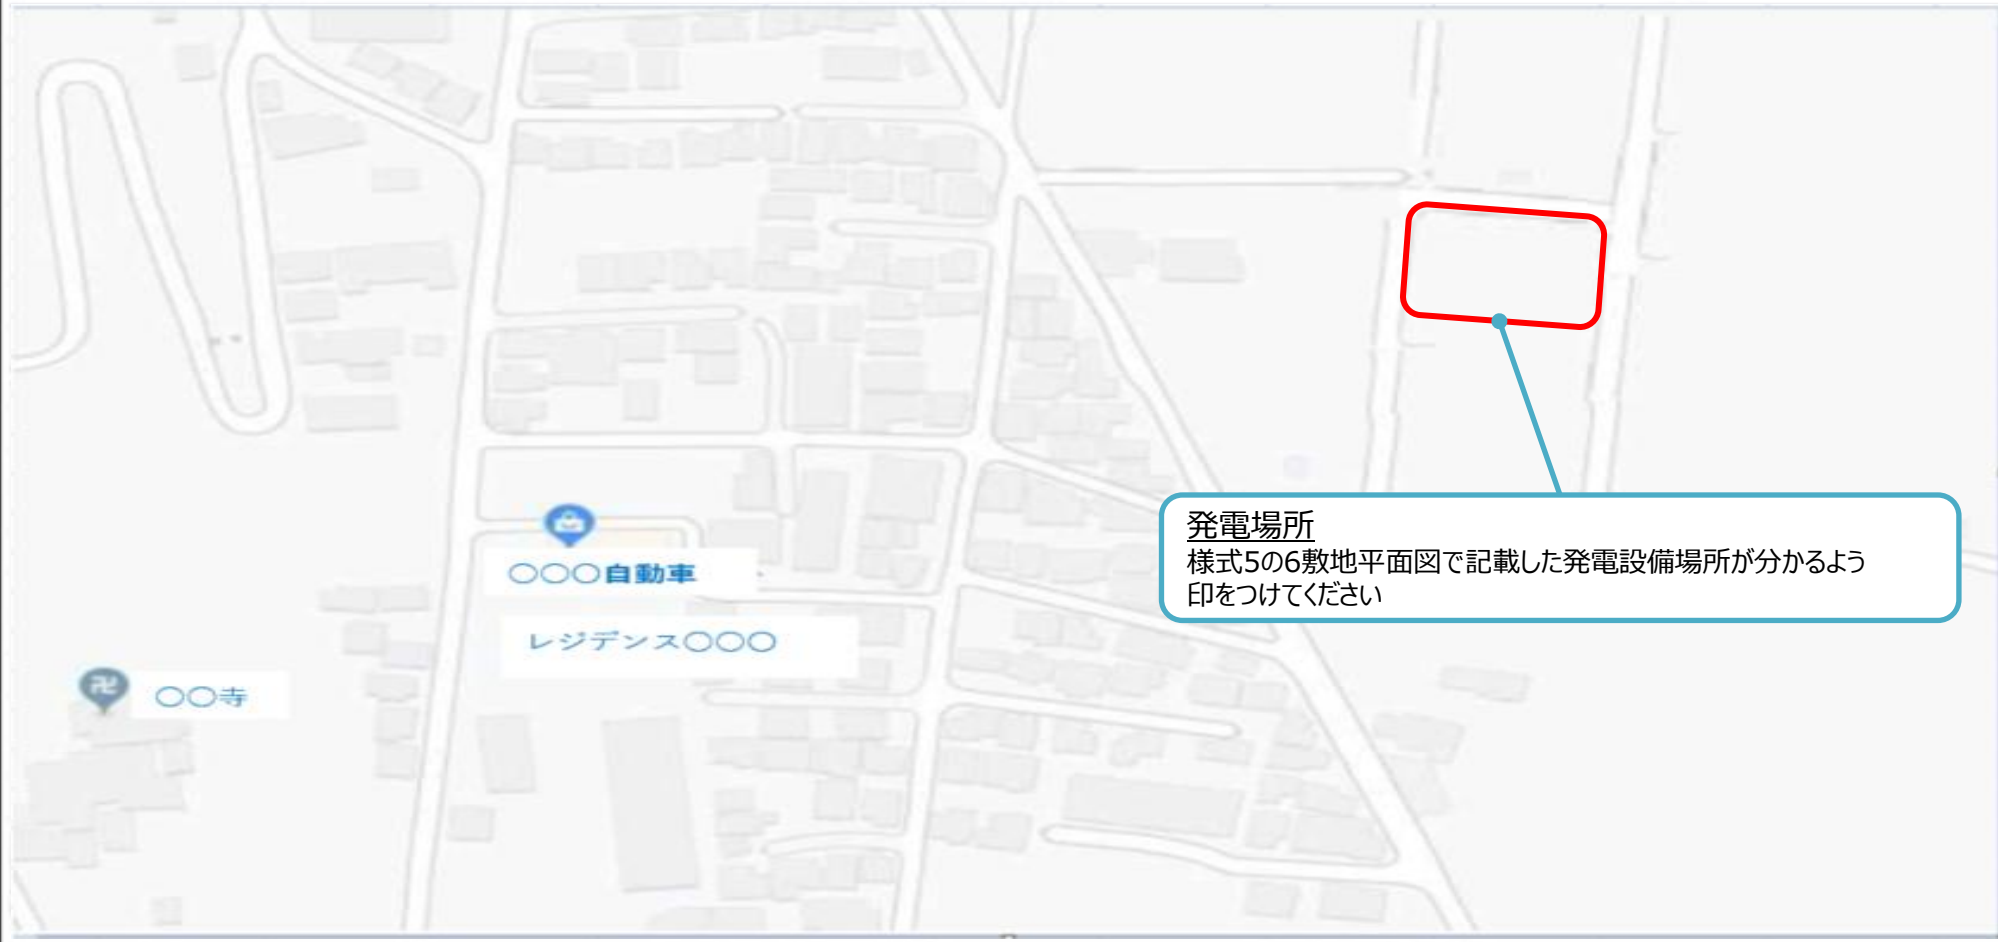 発電場所
様式5の6敷地平面図で記載した発電設備場所が分かるよう
印をつけてください
〇〇〇自動車
レジデンス〇〇〇
卍
〇〇寺